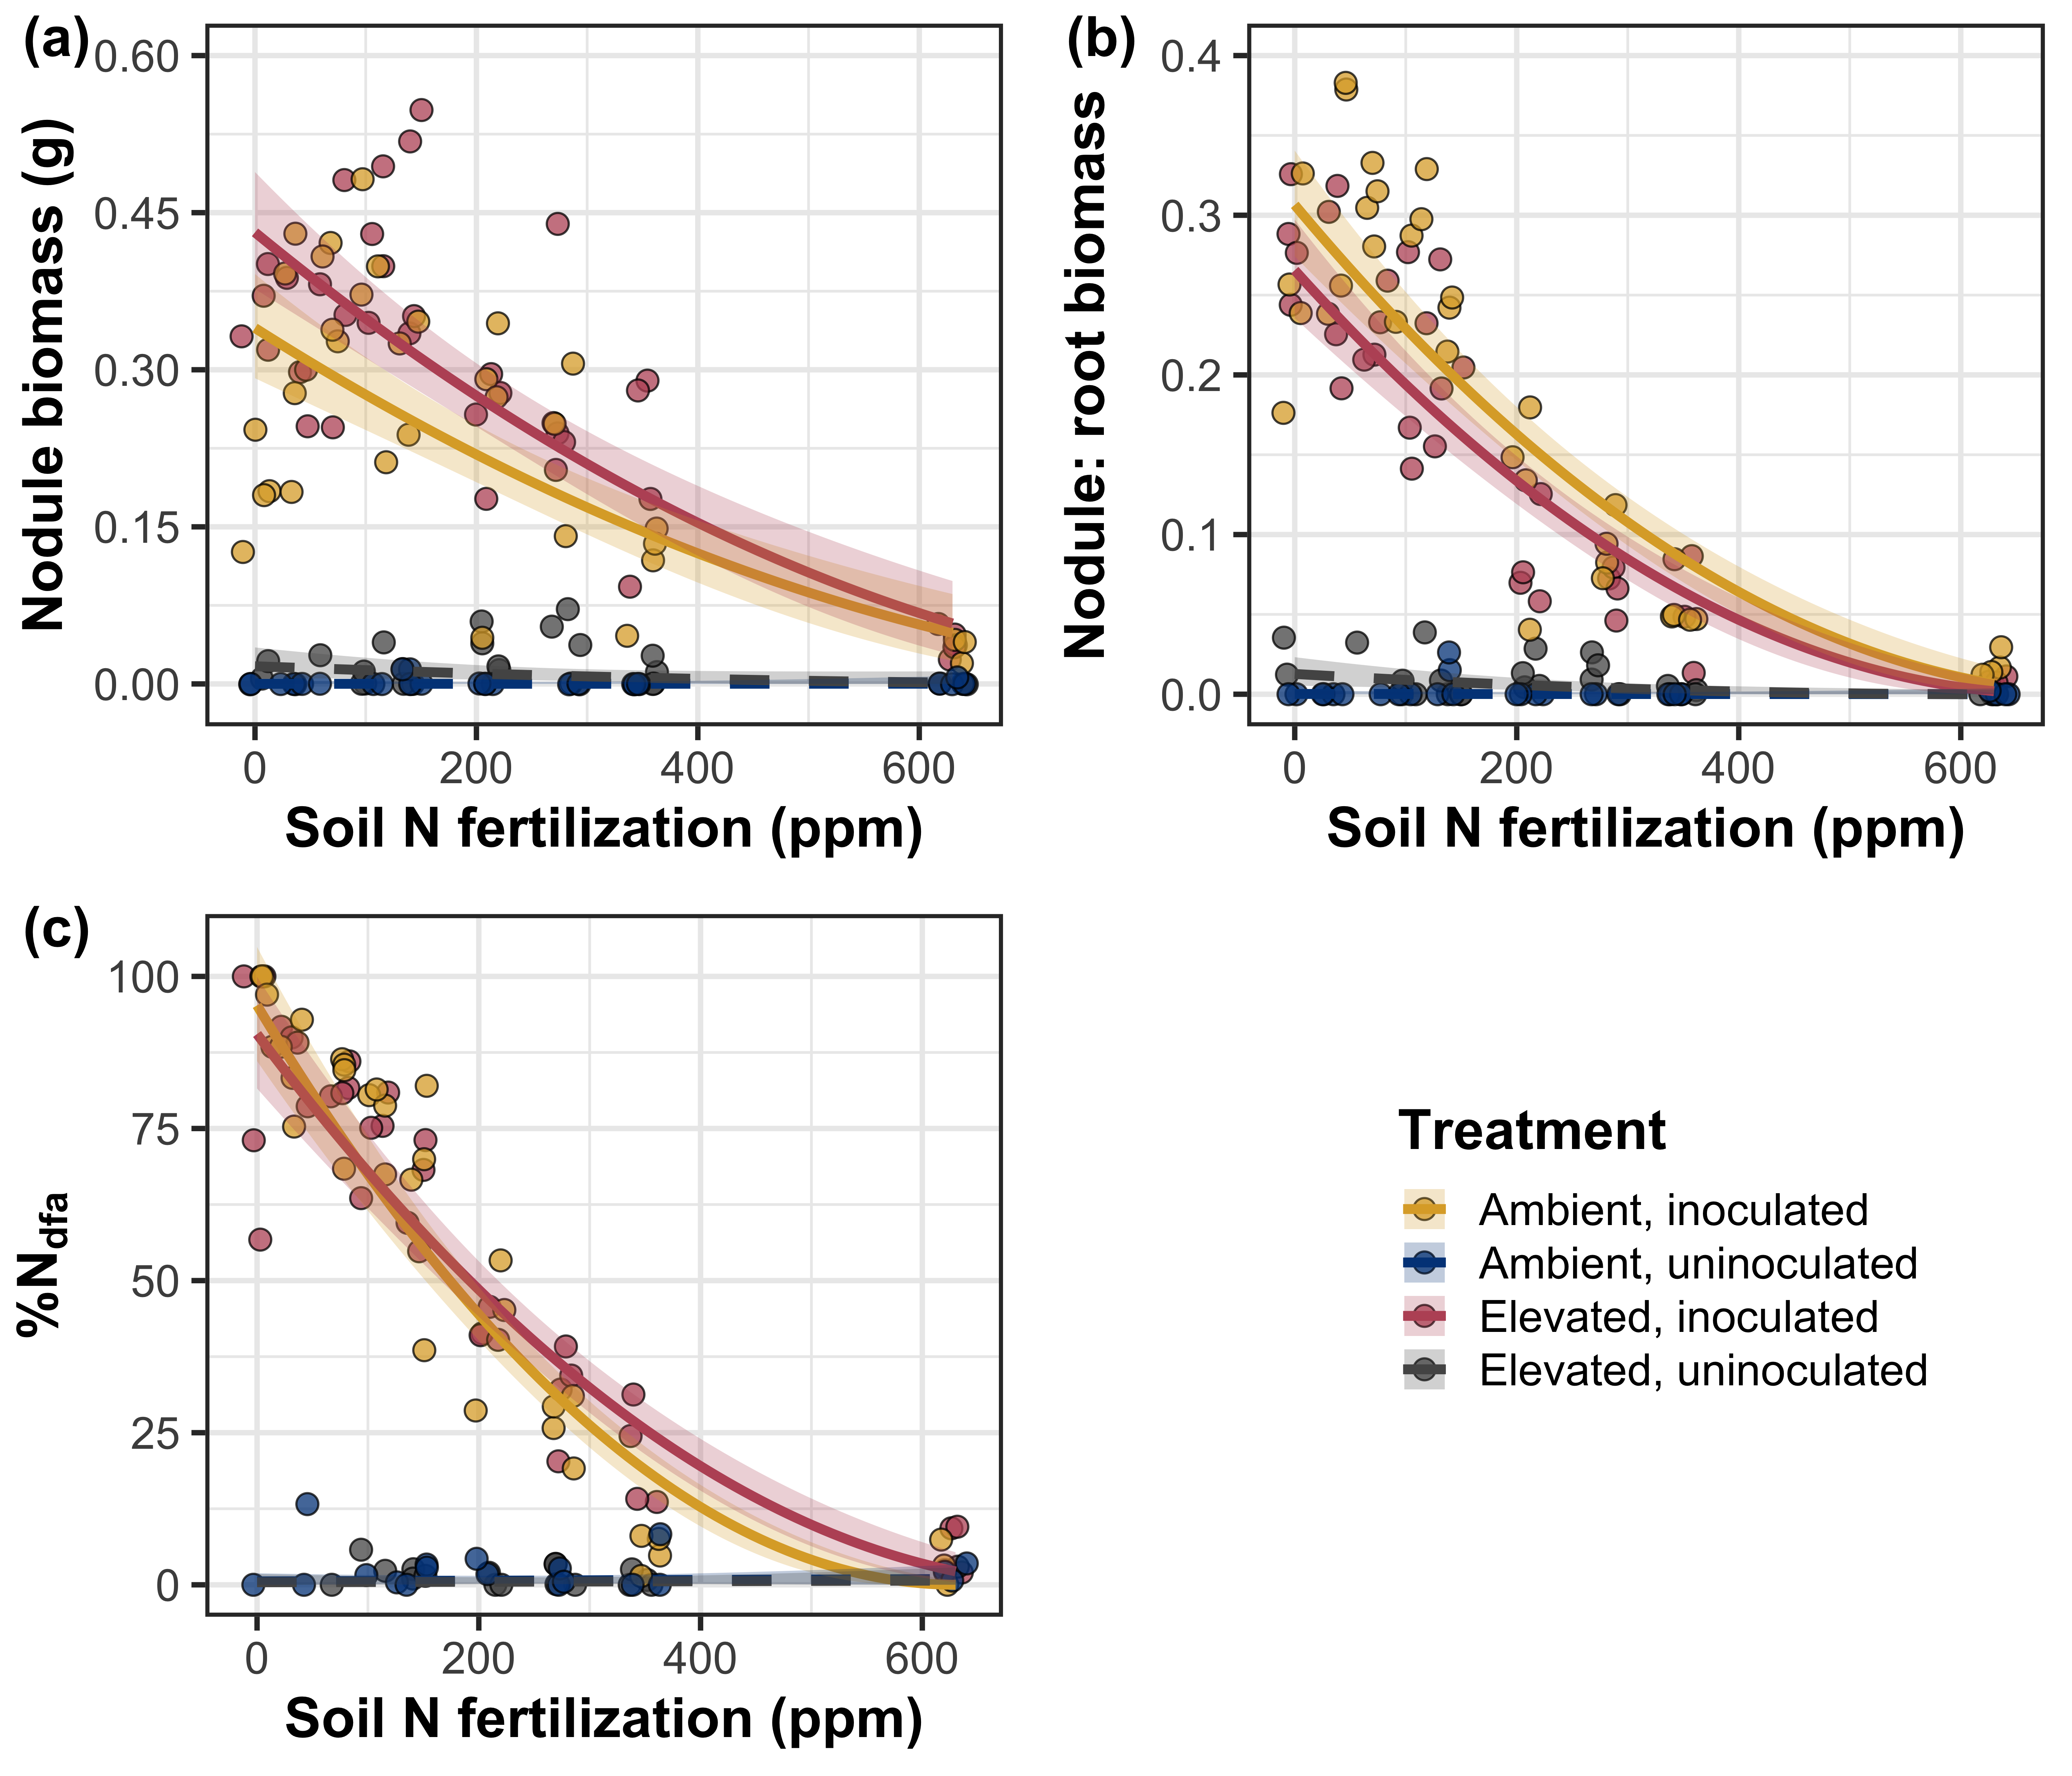 (a)
0.60
0.45
0.30
0.15
0.00
Nodule biomass (g)
0 200 400 600
Soil N fertilization (ppm)
(b)
0.4
0.3
0.2
0.1
0.0
Nodule: root biomass
0 200 400 600
Soil N fertilization (ppm)
(c)
100
75
50
25
0
%Ndfa
0 200 400 600
Soil N fertilization (ppm)
Treatment
Ambient, inoculated
Ambient, uninoculated
Elevated, inoculated
Elevated, uninoculated